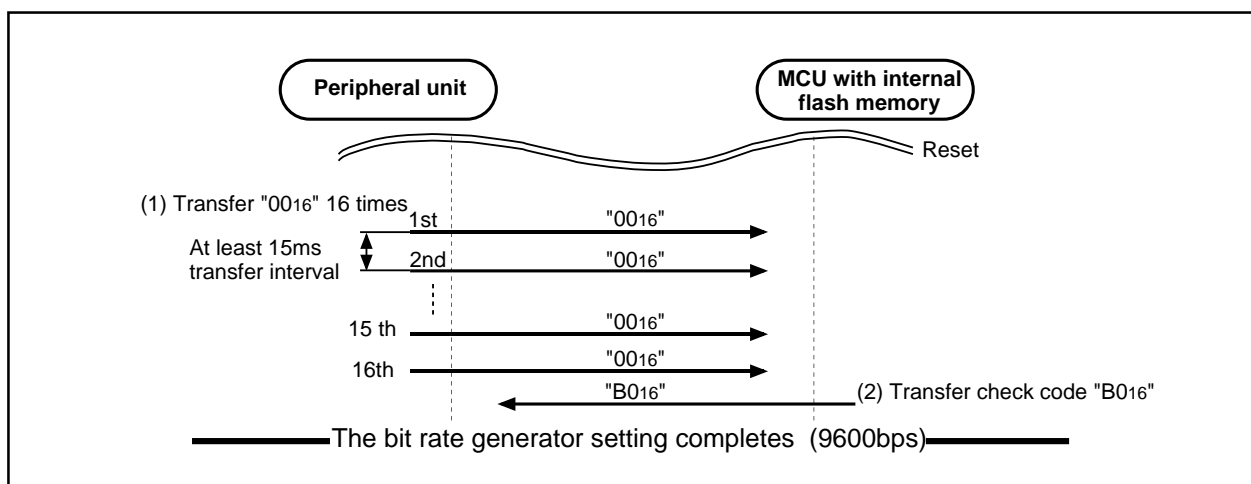 Peripheral unit
MCU with internal
flash memory
Reset
(1) Transfer "0016" 16 times
1st
"0016"
At least 15ms
transfer interval
2nd
"0016"
15 th
"0016"
16th
"0016"
"B016"
(2) Transfer check code "B016"
The bit rate generator setting completes (9600bps)